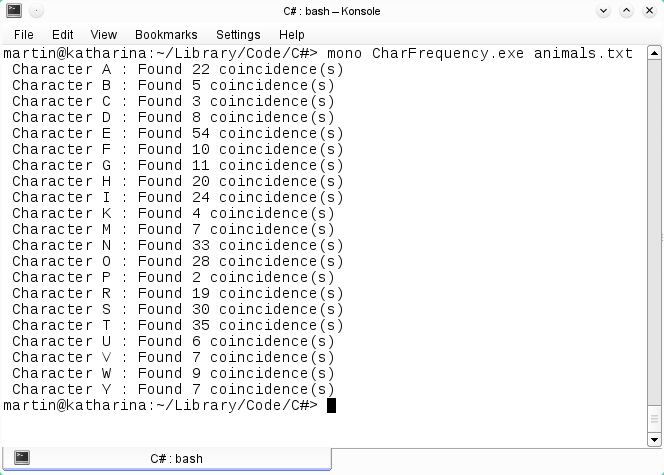 C# : bash – Konsole
File Edit View Bookmarks Settings Help
martin@katharina:~/Library/Code/C#> mono CharFrequency.exe animals.txt
Character A : Found 22 coincidence(s)
Character B : Found 5 coincidence(s)
Character C : Found 3 coincidence(s)
Character D : Found 8 coincidence(s)
Character E : Found 54 coincidence(s)
Character F : Found 10 coincidence(s)
Character G : Found 11 coincidence(s)
Character H : Found 20 coincidence(s)
Character I : Found 24 coincidence(s)
Character K : Found 4 coincidence(s)
Character M : Found 7 coincidence(s)
Character N : Found 33 coincidence(s)
Character O : Found 28 coincidence(s)
Character P : Found 2 coincidence(s)
Character R : Found 19 coincidence(s)
Character S : Found 30 coincidence(s)
Character T : Found 35 coincidence(s)
Character U : Found 6 coincidence(s)
Character V : Found 7 coincidence(s)
Character W : Found 9 coincidence(s)
Character Y : Found 7 coincidence(s)
martin@katharina:~/Library/Code/C#>
C# : bash